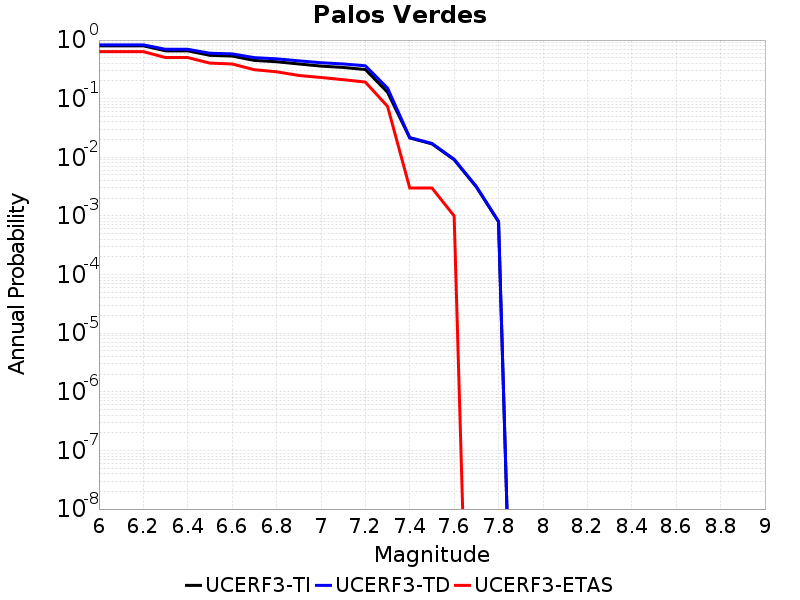 Palos Verdes
Annual Probability
10^0
10^-1
10^-2
10^-3
10^-4
10^-5
10^-6
10^-7
10^-8
6 6.2 6.4 6.6 6.8 7 7.2 7.4 7.6 7.8 8 8.2 8.4 8.6 8.8 9
Magnitude
UCERF3-TI UCERF3-TD UCERF3-ETAS